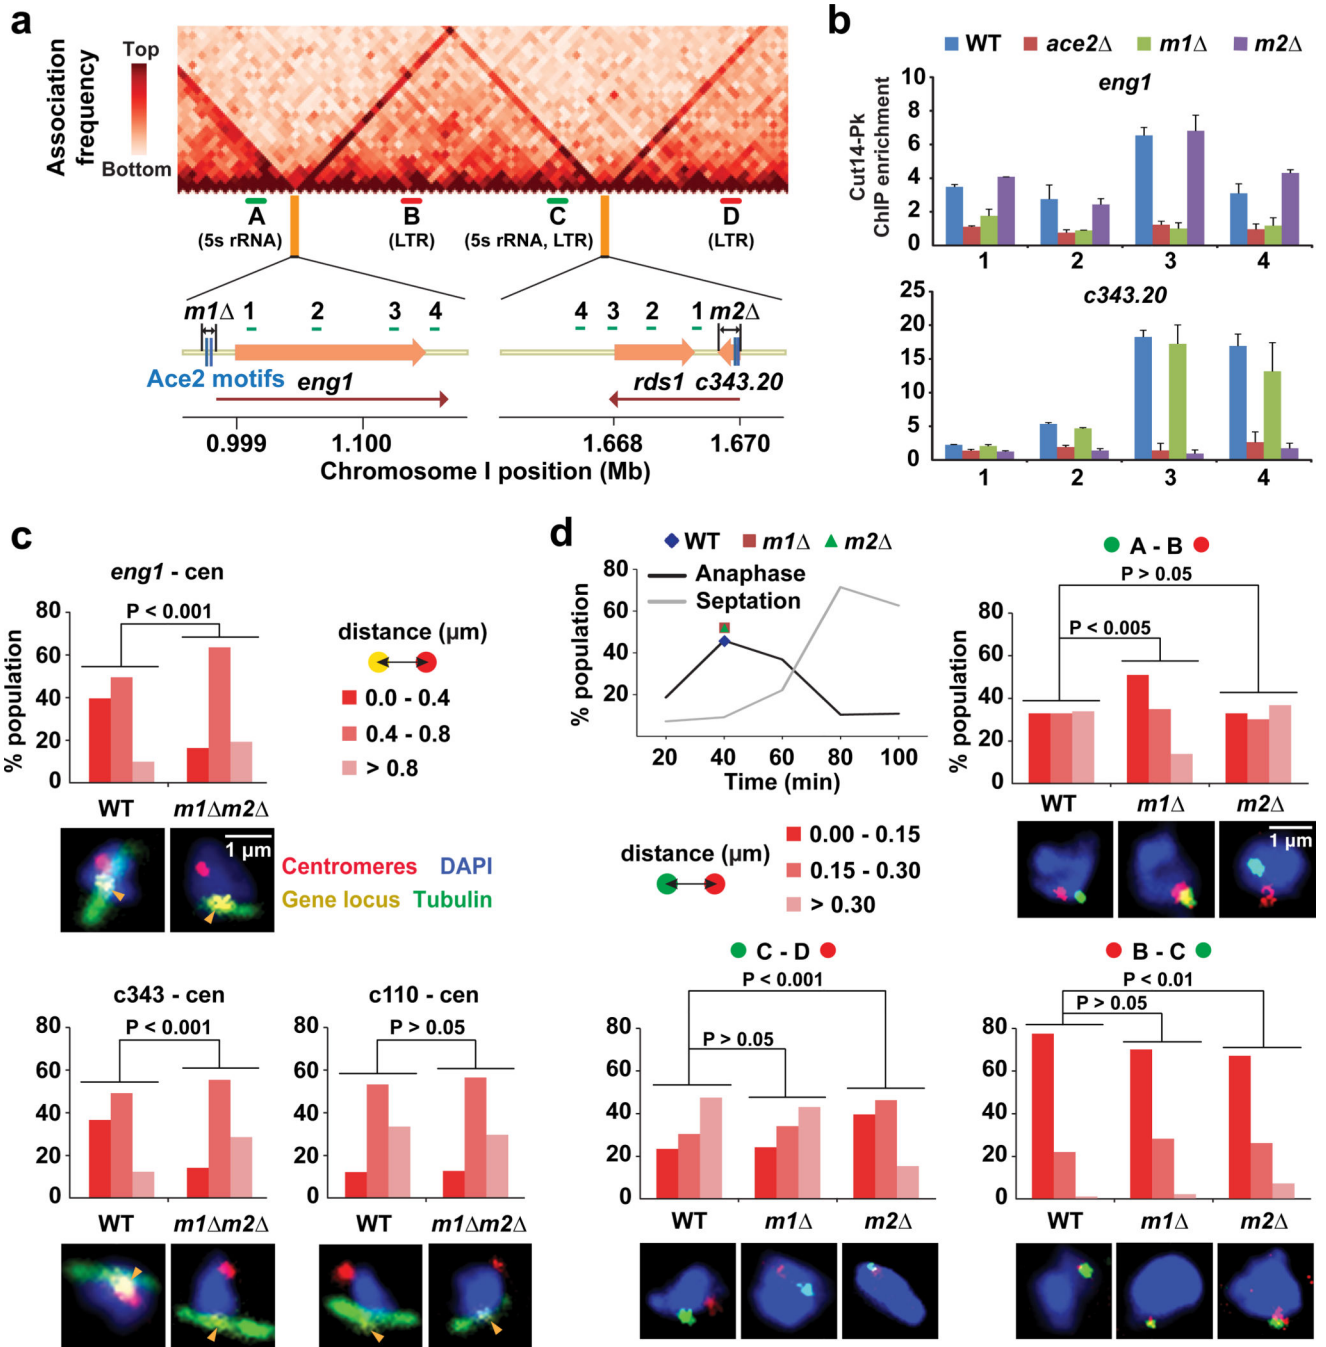 a
Association
frequency
Top
Bottom
A
B
C
D
(5s rRNA)
(LTR)
(5s rRNA, LTR)
(LTR)
m1Δ 1 2 3 4
4 3 2 1 m2Δ
Ace2 motifs eng1
rds1 c343.20
0.999 1.100 1.668 1.670
Chromosome I position (Mb)
b
WT ace2Δ m1Δ m2Δ
eng1
Cut14-Pk
ChIP enrichment
10
8
6
4
2
0
1 2 3 4
c343.20
25
20
15
10
5
0
1 2 3 4
c
eng1 - cen
P < 0.001
% population
80
60
40
20
0
WT m1Δm2Δ
distance (µm)
0.0 - 0.4
0.4 - 0.8
> 0.8
1 µm
Centromeres DAPI
Gene locus Tubulin
c343 - cen
P < 0.001
80
60
40
20
0
WT m1Δm2Δ
c110 - cen
P > 0.05
80
60
40
20
0
WT m1Δm2Δ
d
WT m1Δ m2Δ
Anaphase
Septation
% population
80
60
40
20
20 40 60 80 100
Time (min)
distance (µm)
0.00 - 0.15
0.15 - 0.30
> 0.30
A - B
P > 0.05
P < 0.005
% population
80
60
40
20
0
WT m1Δ m2Δ
1 µm
C - D
P < 0.001
P > 0.05
80
60
40
20
0
WT m1Δ m2Δ
B - C
P < 0.01
P > 0.05
80
60
40
20
0
WT m1Δ m2Δ